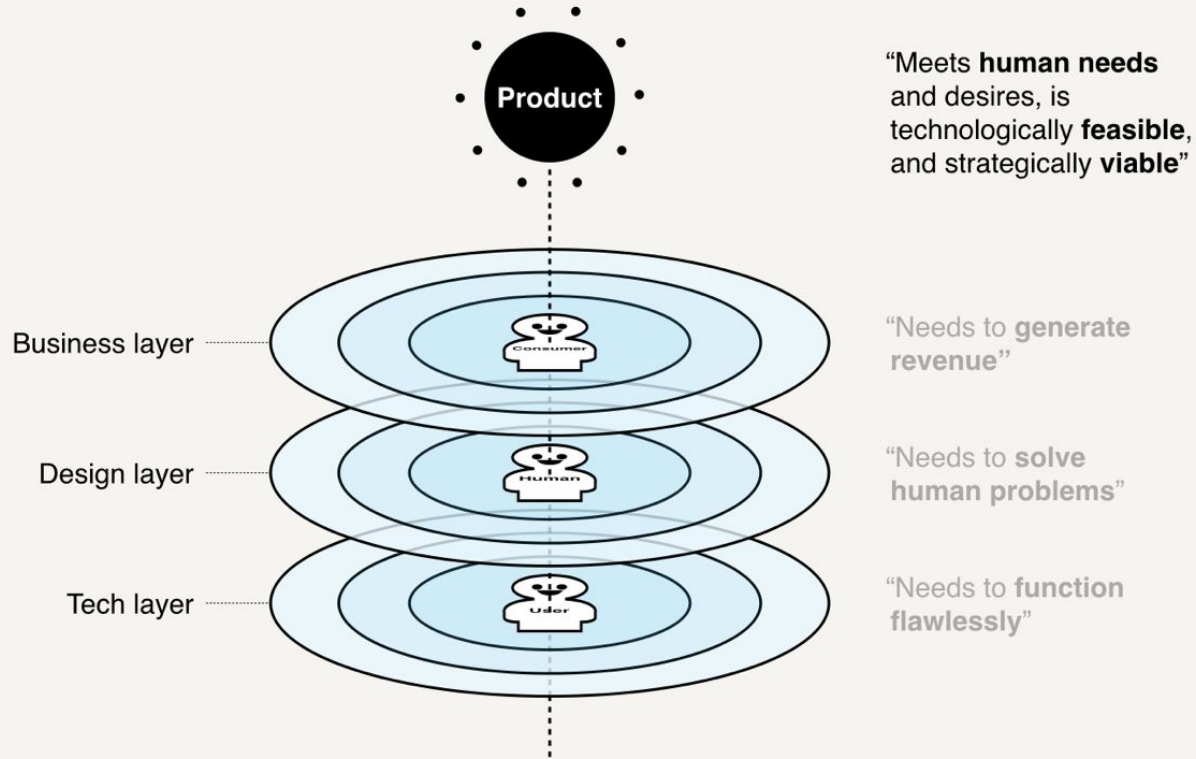 Product
“Meets human needs
and desires, is
technologically feasible,
and strategically viable”
Business layer
Consumer
“Needs to generate
revenue”
Design layer
Human
“Needs to solve
human problems”
Tech layer
“Needs to function
flawlessly”